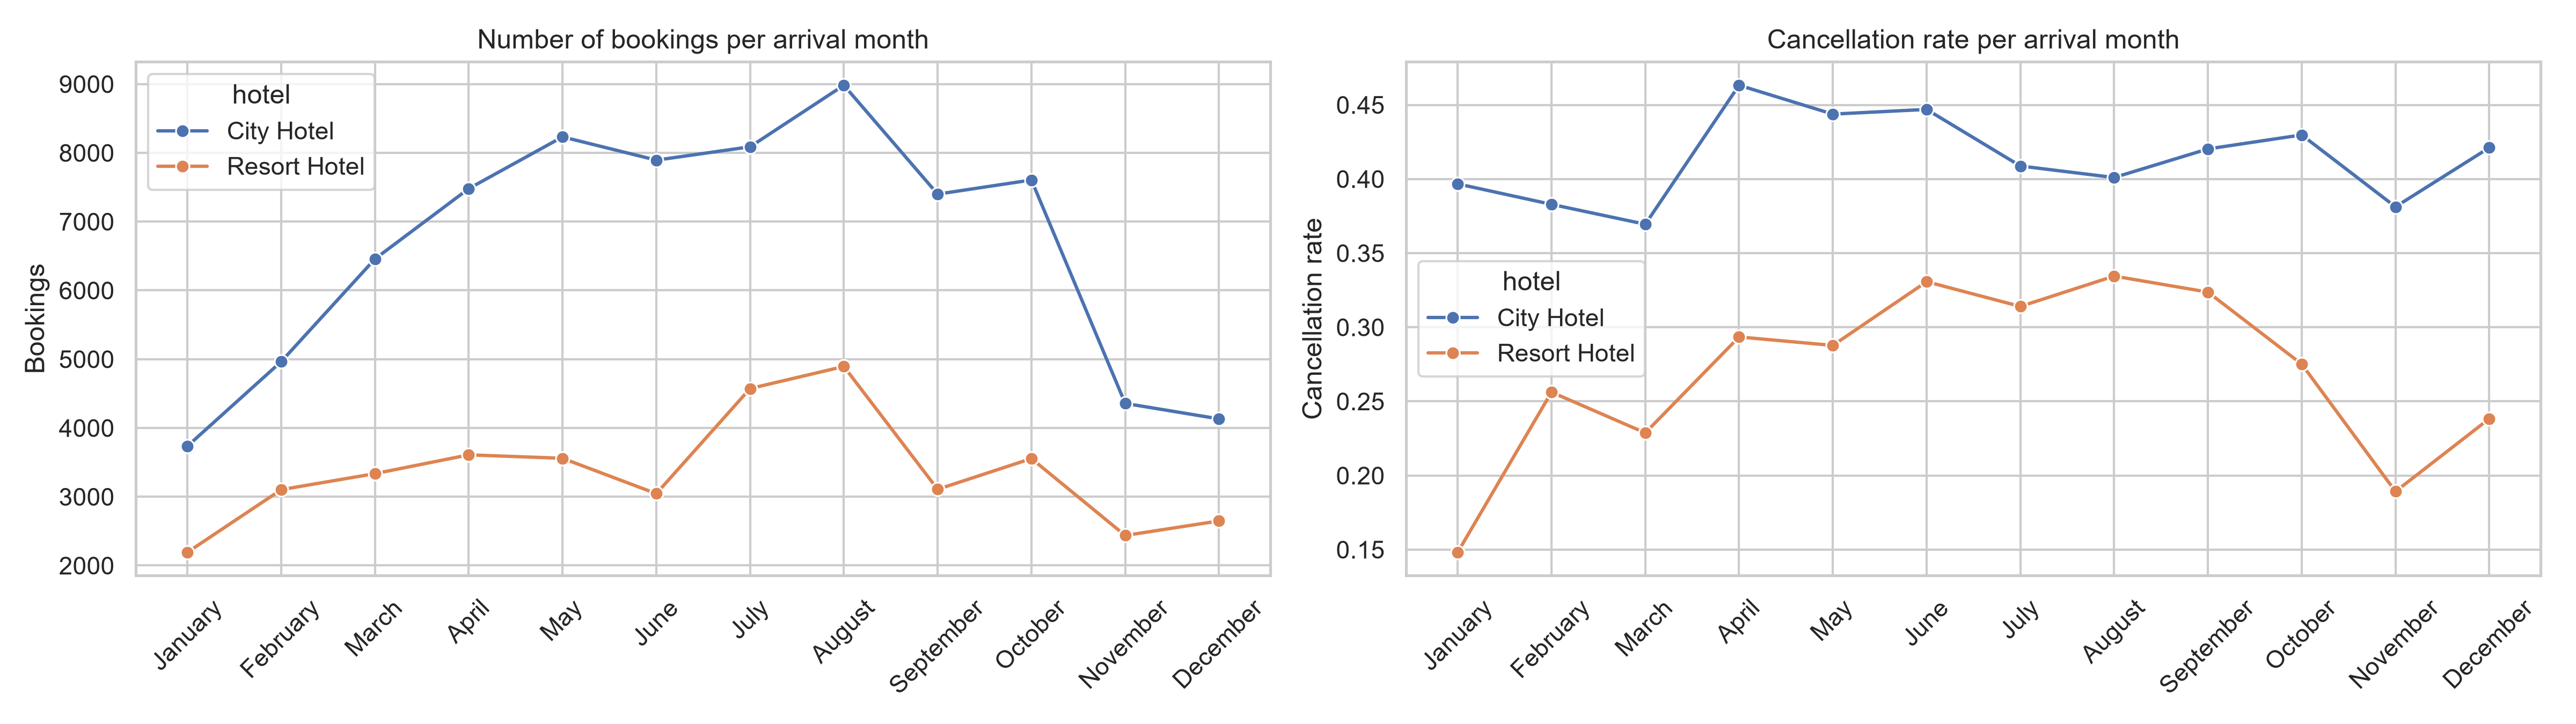 Number of bookings per arrival month
hotel
City Hotel
Resort Hotel
Bookings
9000
8000
7000
6000
5000
4000
3000
2000
January
February
March
April
May
June
July
August
September
October
November
December
Cancellation rate per arrival month
hotel
City Hotel
Resort Hotel
Cancellation rate
0.45
0.40
0.35
0.30
0.25
0.20
0.15
January
February
March
April
May
June
July
August
September
October
November
December